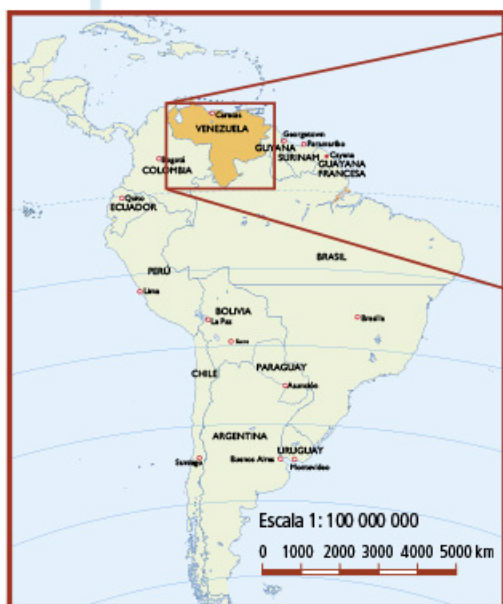 Caracas
VENEZUELA
Georgetown
Paramaribo
GUYANA
SURINAM
Cayena
GUAYANA
FRANCESA
Bogotá
COLOMBIA
Quito
ECUADOR
BRASIL
PERÚ
Lima
BOLIVIA
La Paz
Brasilia
Sucre
CHILE
PARAGUAY
Asunción
ARGENTINA
URUGUAY
Santiago
Buenos Aires
Montevideo
Escala 1: 100 000 000
0 1000 2000 3000 4000 5000 km